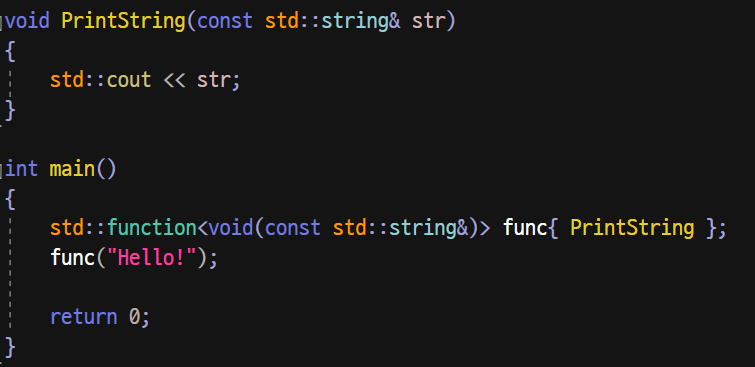 void PrintString(const std::string& str)
{
    std::cout << str;
}

int main()
{
    std::function<void(const std::string&)> func{ PrintString };
    func("Hello!");

    return 0;
}